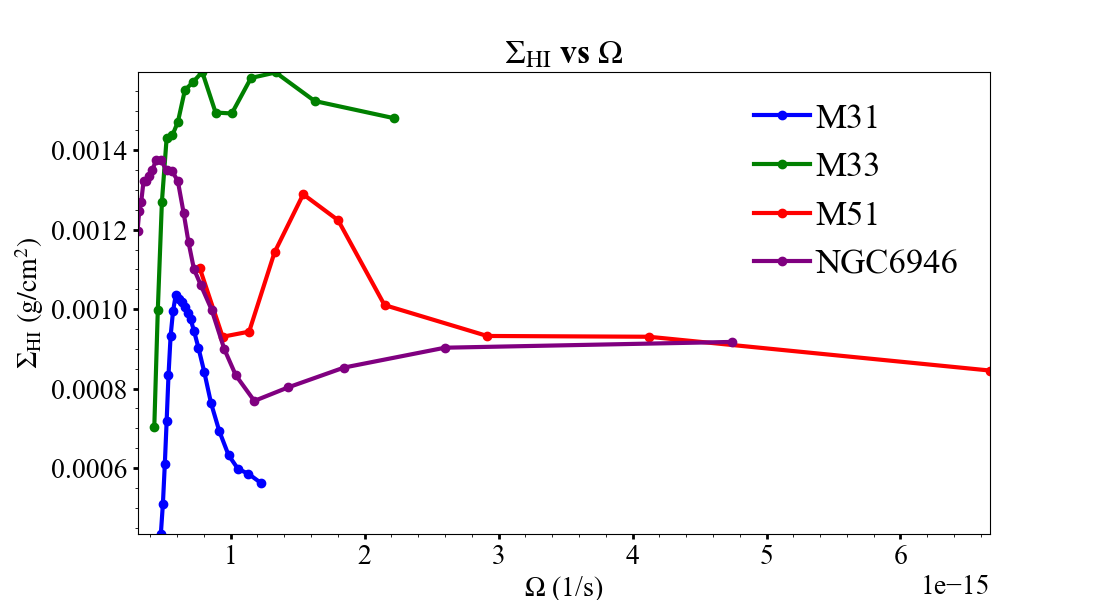 Σ_HI vs Ω
M31
M33
M51
NGC6946
0.0014
0.0012
0.0010
0.0008
0.0006
Σ_HI (g/cm²)
1 2 3 4 5 6
Ω (1/s)
1e−15